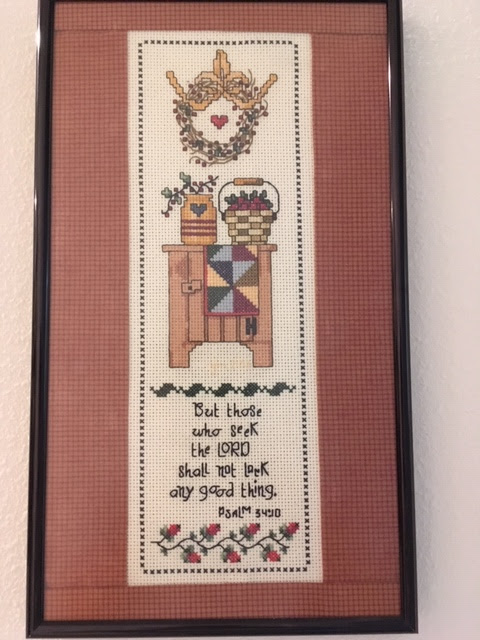 But those
who seek
the LORD
shall not lack
any good thing.
PSALM 34:10